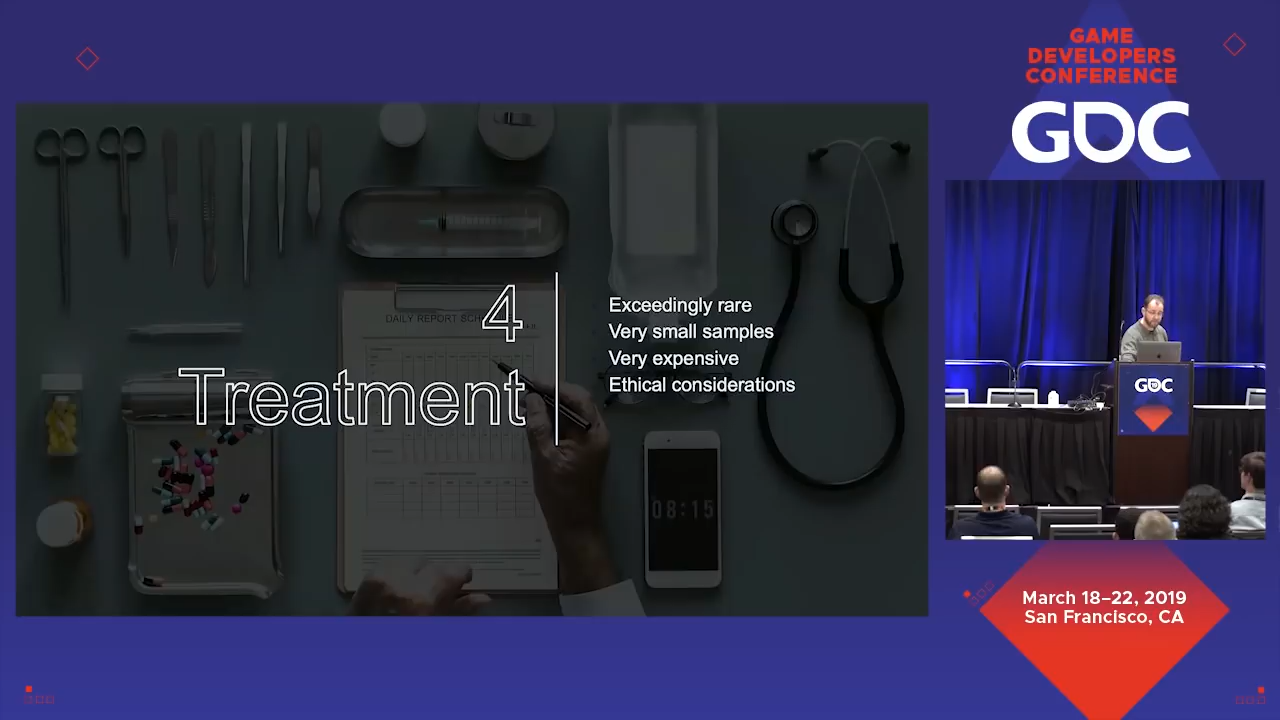 GAME
DEVELOPERS
CONFERENCE
GDC
DAILY REPORT
4
Treatment
Exceedingly rare
Very small samples
Very expensive
Ethical considerations
08:15
GDC
March 18–22, 2019
San Francisco, CA